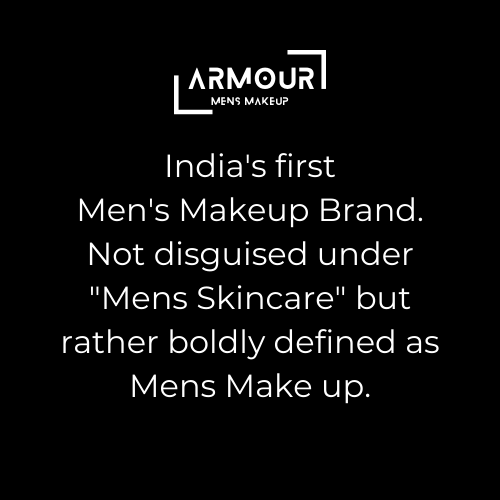 ARMOUR
MENS MAKEUP
India's first
Men's Makeup Brand.
Not disguised under
"Mens Skincare" but
rather boldly defined as
Mens Make up.